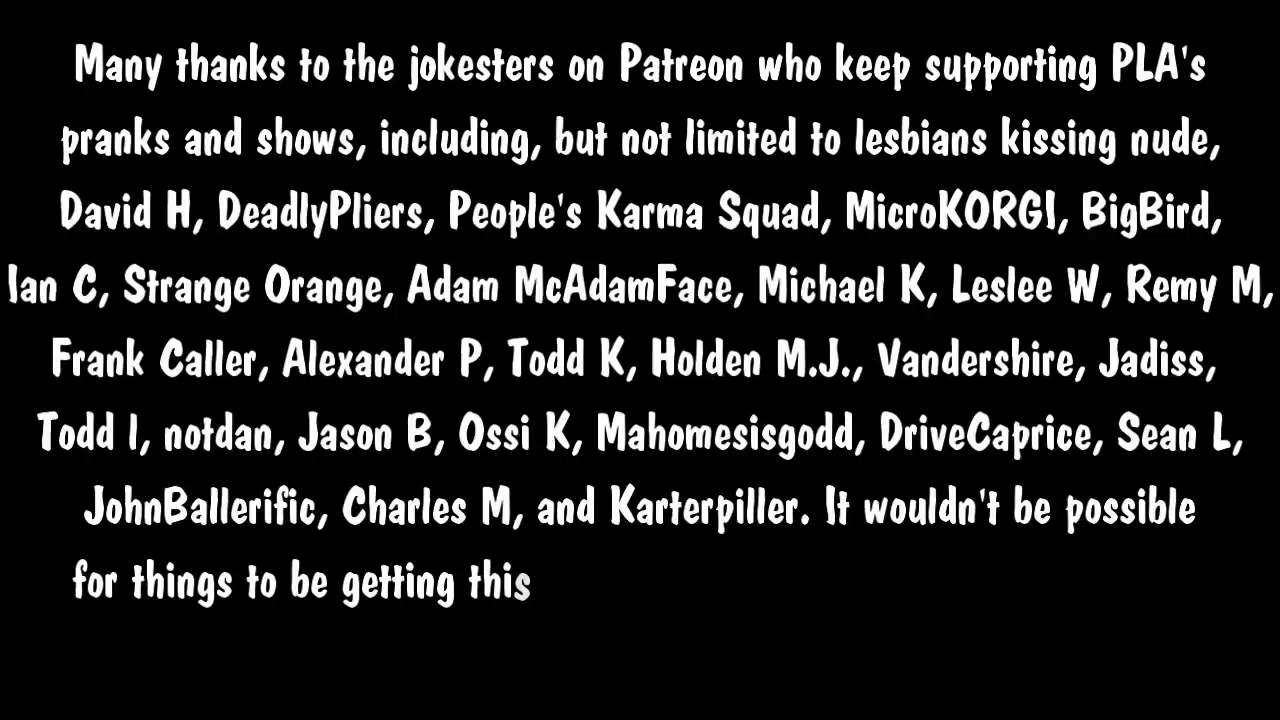 Many thanks to the jokesters on Patreon who keep supporting PLA's
pranks and shows, including, but not limited to lesbians kissing nude,
David H, DeadlyPliers, People's Karma Squad, MicroKORGI, BigBird,
Ian C, Strange Orange, Adam McAdamFace, Michael K, Leslee W, Remy M,
Frank Caller, Alexander P, Todd K, Holden M.J., Vandershire, Jadiss,
Todd I, notdan, Jason B, Ossi K, Mahomesisgodd, DriveCaprice, Sean L,
JohnBallerific, Charles M, and Karterpiller. It wouldn't be possible
for things to be getting this